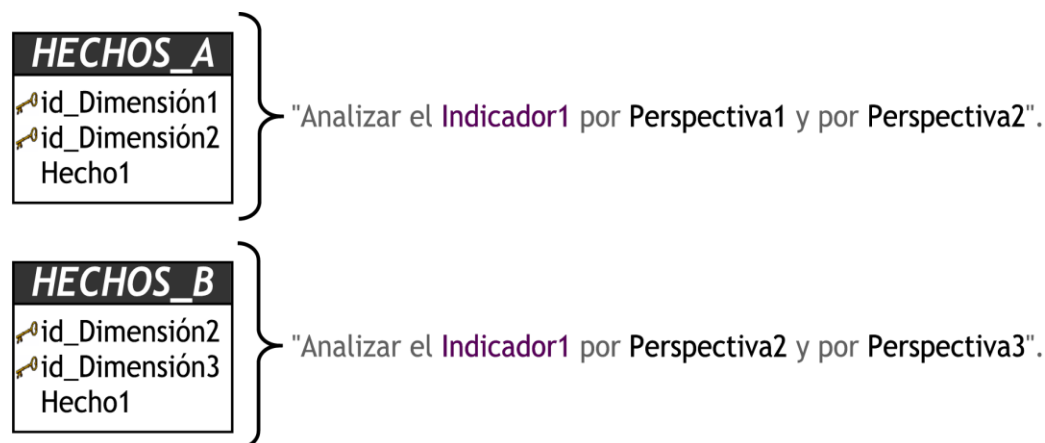 HECHOS_A
id_Dimensión1
id_Dimensión2
Hecho1
"Analizar el Indicador1 por Perspectiva1 y por Perspectiva2".
HECHOS_B
id_Dimensión2
id_Dimensión3
Hecho1
"Analizar el Indicador1 por Perspectiva2 y por Perspectiva3".